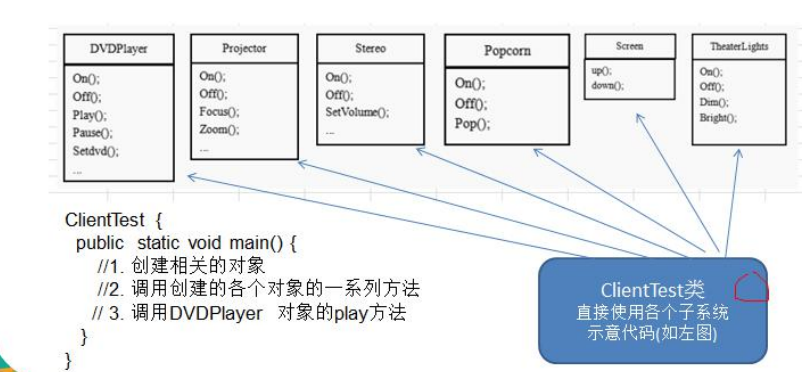 DVDPlayer
On();
Off();
Play();
Pause();
Setdvd();
...
Projector
On();
Off();
Focus();
Zoom();
...
Stereo
On();
Off();
SetVolume();
...
Popcorn
On();
Off();
Pop();
Screen
up();
down();
TheaterLights
On();
Off();
Dim();
Bright();
ClientTest {
public static void main() {
//1. 创建相关的对象
//2. 调用创建的各个对象的一系列方法
// 3. 调用DVDPlayer 对象的play方法
}
}
ClientTest类
直接使用各个子系统
示意代码(如左图)